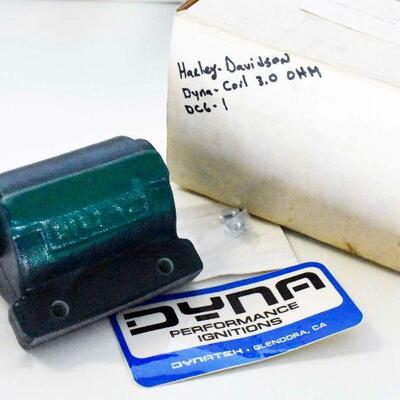 Harley-Davidson
Dyna-Coil 3.0 OHM
DC6-1
DYNA
PERFORMANCE
IGNITIONS
DYNATEK · GLENDORA, CA